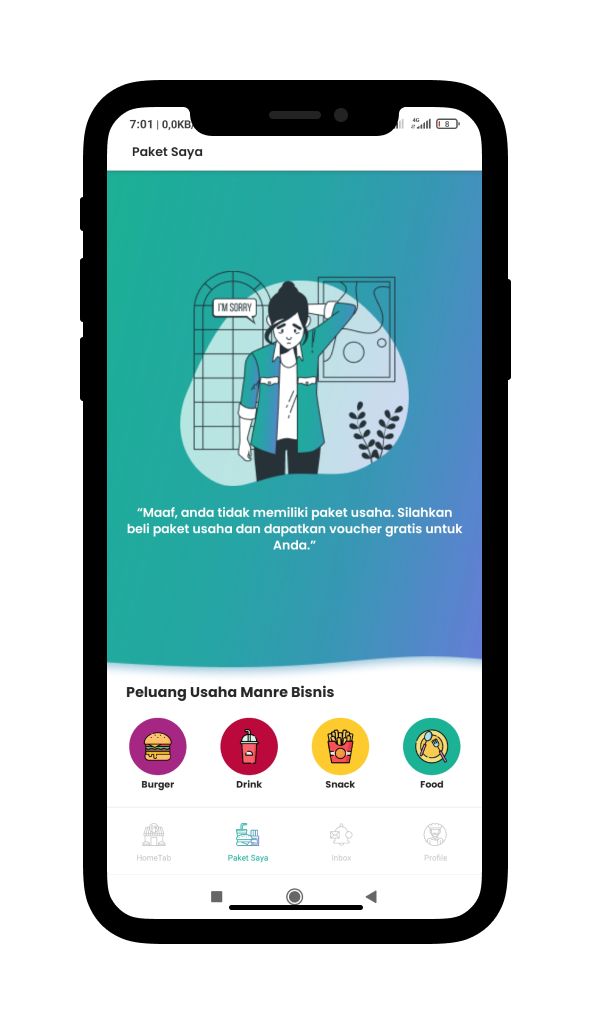 7:01 | 0,0KB/
4G
8
Paket Saya
I'M SORRY
“Maaf, anda tidak memiliki paket usaha. Silahkan
beli paket usaha dan dapatkan voucher gratis untuk
Anda.”
Peluang Usaha Manre Bisnis
Burger Drink Snack Food
HomeTab Paket Saya Inbox Profile